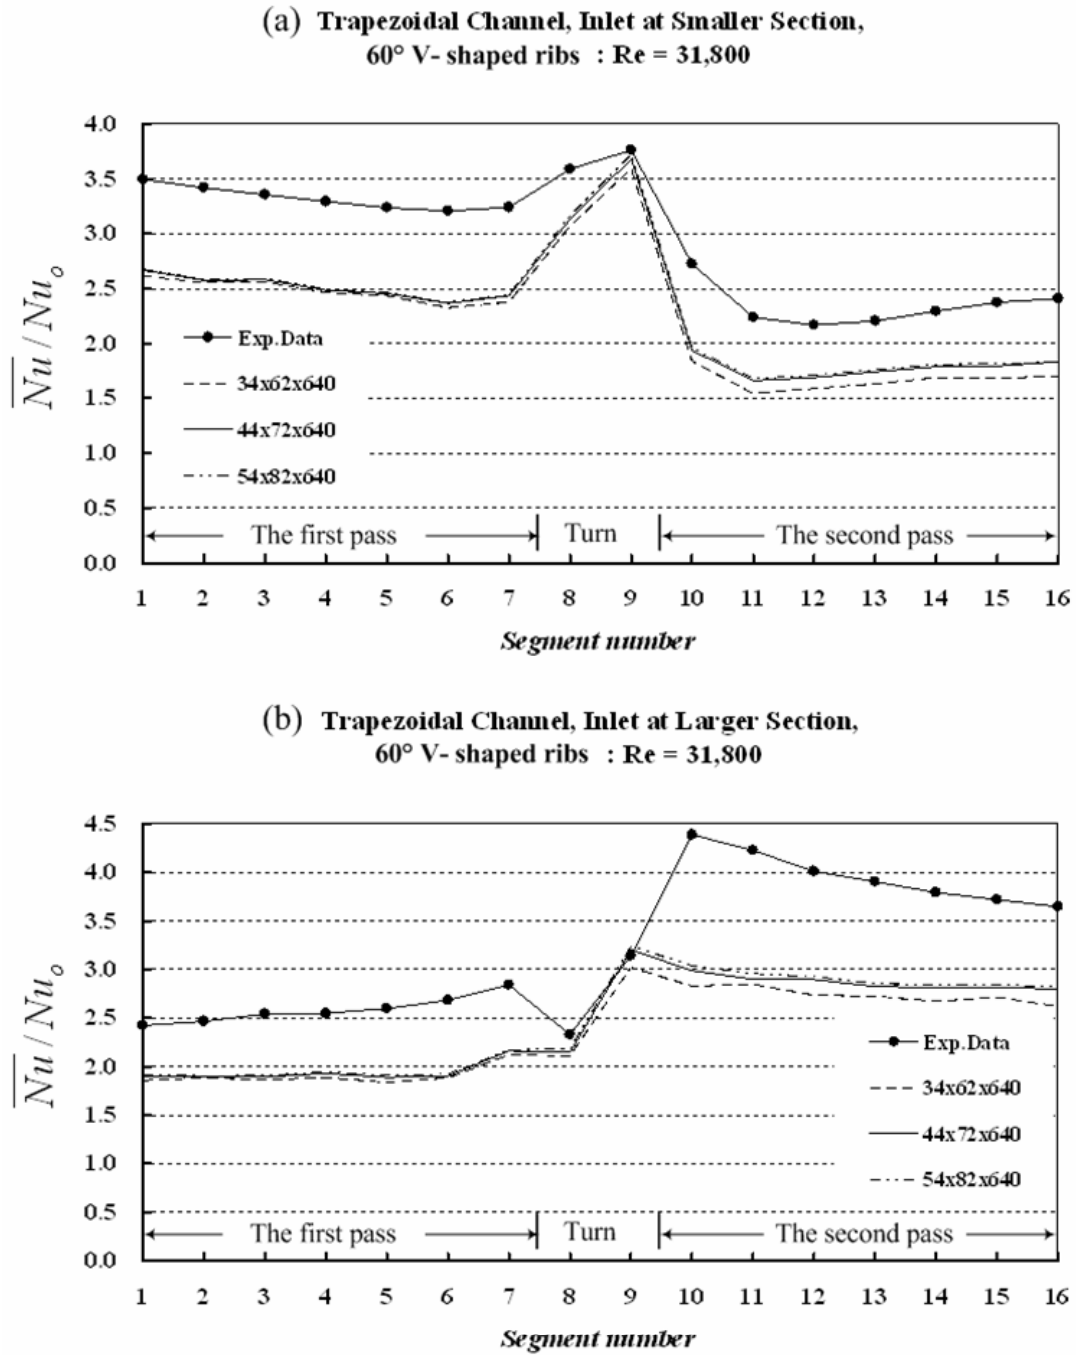 (a) Trapezoidal Channel, Inlet at Smaller Section,
60° V- shaped ribs : Re = 31,800
4.0
3.5
3.0
2.5
2.0
1.5
1.0
0.5
0.0
Nu / Nuo
Exp.Data
34x62x640
44x72x640
54x82x640
The first pass Turn The second pass
1 2 3 4 5 6 7 8 9 10 11 12 13 14 15 16
Segment number
(b) Trapezoidal Channel, Inlet at Larger Section,
60° V- shaped ribs : Re = 31,800
4.5
4.0
3.5
3.0
2.5
2.0
1.5
1.0
0.5
0.0
Nu / Nuo
Exp.Data
34x62x640
44x72x640
54x82x640
The first pass Turn The second pass
1 2 3 4 5 6 7 8 9 10 11 12 13 14 15 16
Segment number